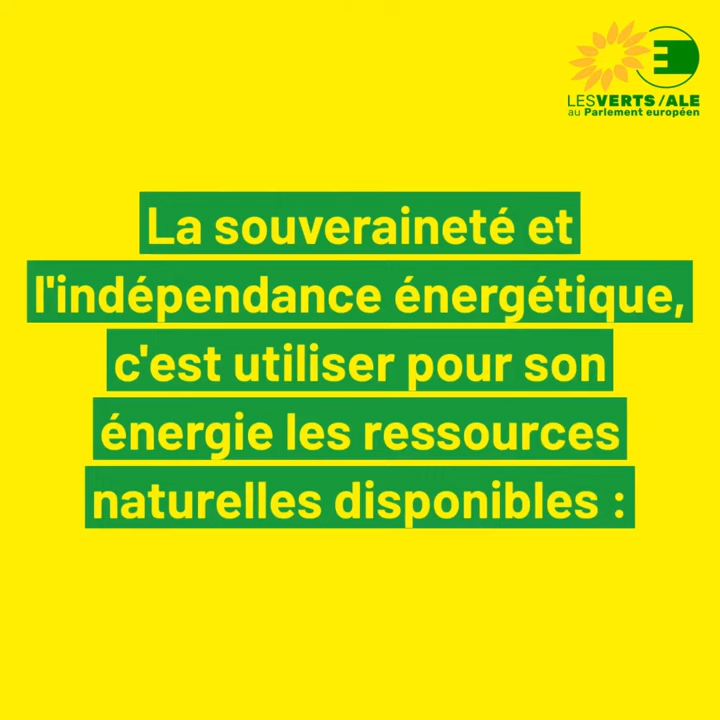 LESVERTS/ALE
au Parlement européen
La souveraineté et
l'indépendance énergétique,
c'est utiliser pour son
énergie les ressources
naturelles disponibles :